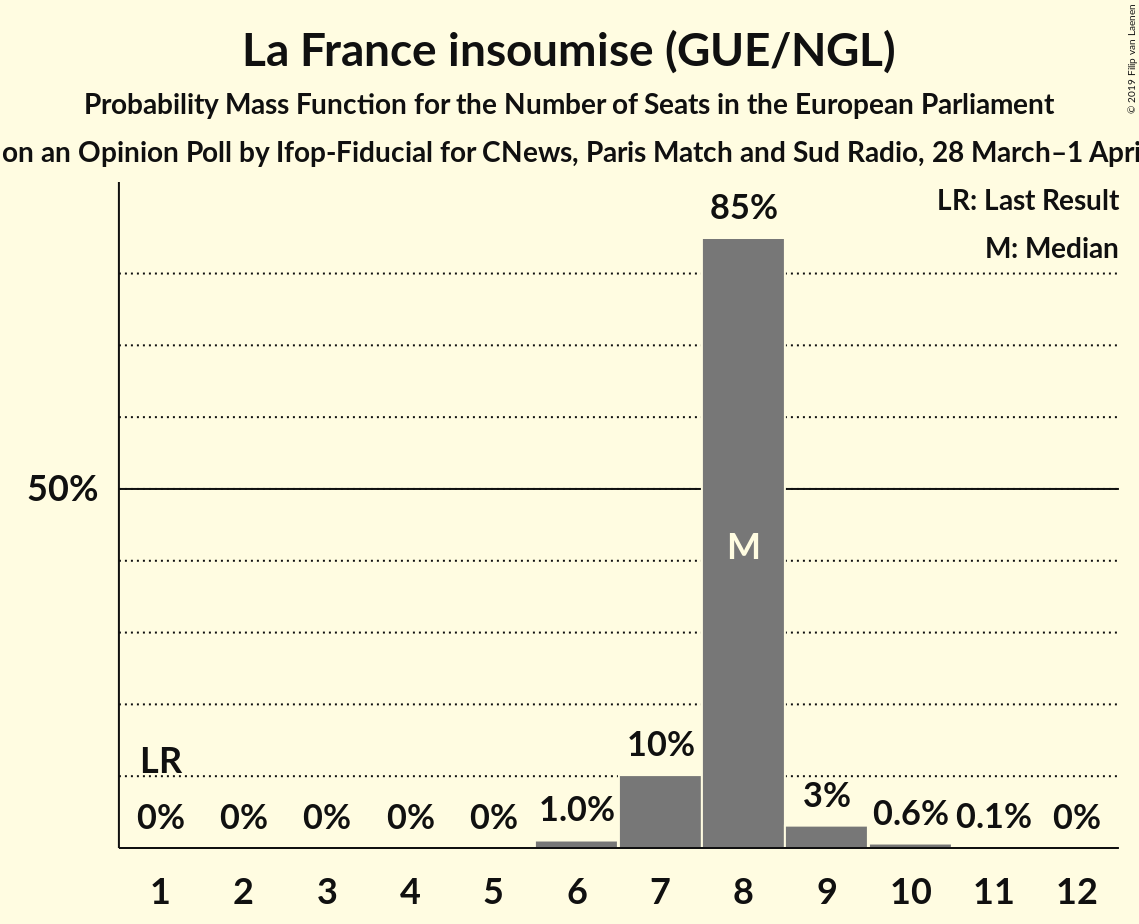 La France insoumise (GUE/NGL)
Probability Mass Function for the Number of Seats in the European Parliament
on an Opinion Poll by Ifop-Fiducial for CNews, Paris Match and Sud Radio, 28 March–1 Apri
© 2019 Filip van Laenen
LR: Last Result
M: Median
85%
50%
M
LR
10%
0% 0% 0% 0% 0% 1.0% 3% 0.6% 0.1% 0%
1 2 3 4 5 6 7 8 9 10 11 12